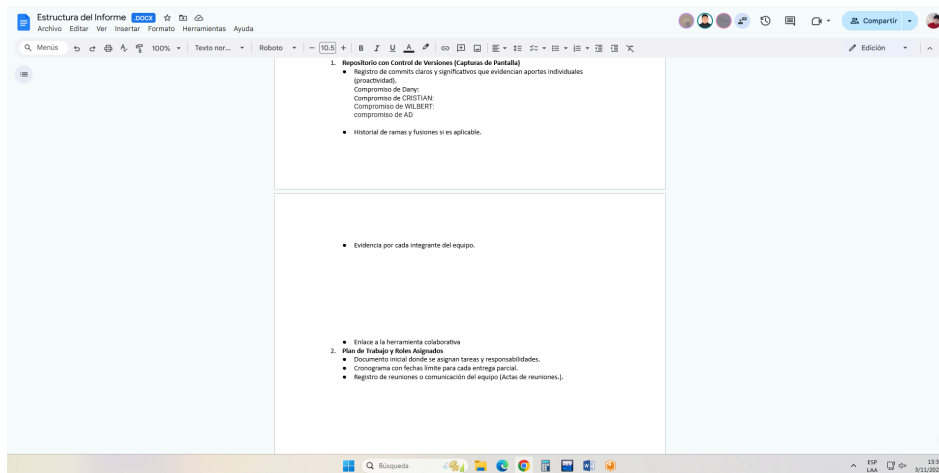 Estructura del Informe .DOCX
Archivo Editar Ver Insertar Formato Herramientas Ayuda
Compartir
Menús 100% Texto nor... Roboto 10.5 B I U A Edición
1. Repositorio con Control de Versiones (Capturas de Pantalla)
● Registro de commits claros y significativos que evidencian aportes individuales
(proactividad).
Compromiso de Dany:
Compromiso de CRISTIAN:
Compromiso de WILBERT:
compromiso de AD
● Historial de ramas y fusiones si es aplicable.
● Evidencia por cada integrante del equipo.
● Enlace a la herramienta colaborativa
2. Plan de Trabajo y Roles Asignados
● Documento inicial donde se asignan tareas y responsabilidades.
● Cronograma con fechas límite para cada entrega parcial.
● Registro de reuniones o comunicación del equipo (Actas de reuniones.).
Búsqueda
ESP
LAA
15:3
3/11/202